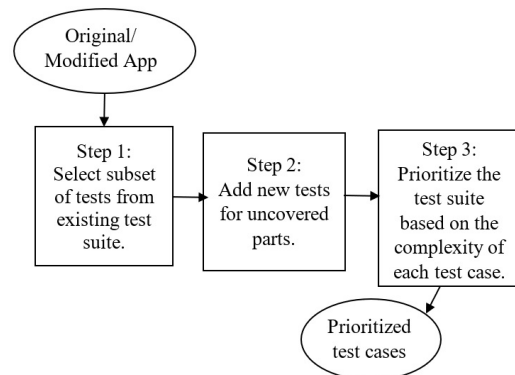 Original/
Modified App
Step 1:
Select subset
of tests from
existing test
suite.
Step 2:
Add new tests
for uncovered
parts.
Step 3:
Prioritize the
test suite
based on the
complexity of
each test case.
Prioritized
test cases